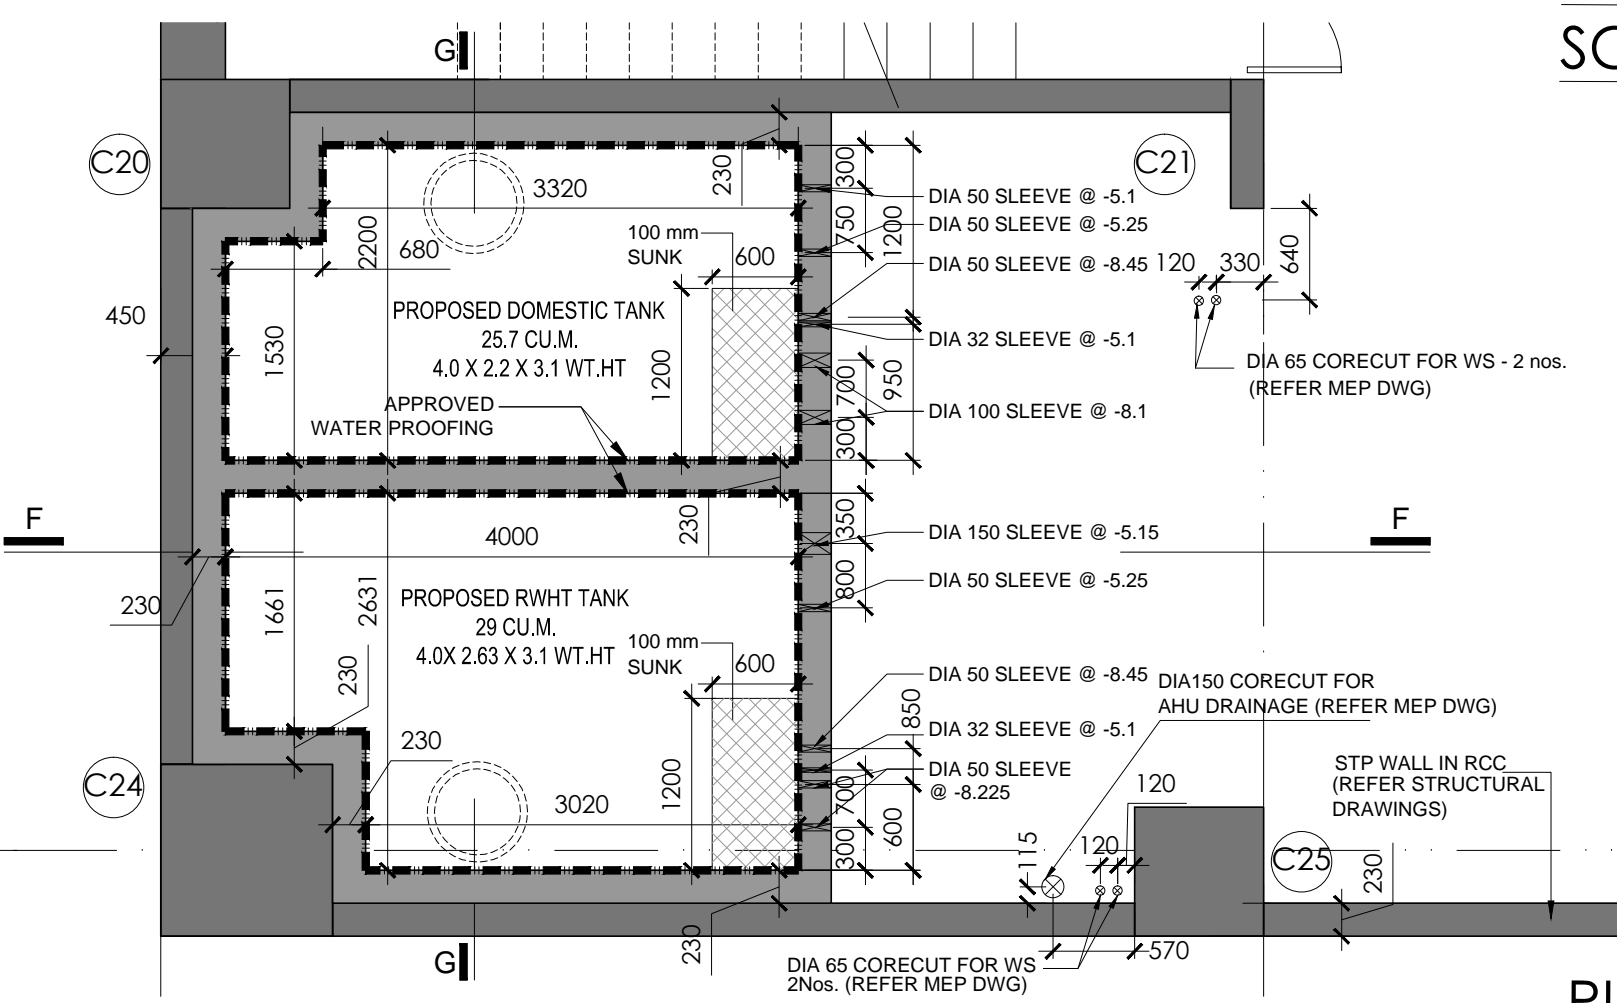 SC
G
C20
3320
230
300
C21
DIA 50 SLEEVE @ -5.1
750
1200
DIA 50 SLEEVE @ -5.25
2200
680
100 mm
SUNK
600
DIA 50 SLEEVE @ -8.45
120
330
640
450
PROPOSED DOMESTIC TANK
25.7 CU.M.
4.0 X 2.2 X 3.1 WT.HT
1530
1200
DIA 32 SLEEVE @ -5.1
DIA 65 CORECUT FOR WS - 2 nos.
(REFER MEP DWG)
700
950
APPROVED
WATER PROOFING
DIA 100 SLEEVE @ -8.1
300
F
4000
230
350
DIA 150 SLEEVE @ -5.15
F
800
DIA 50 SLEEVE @ -5.25
230
1661
2631
PROPOSED RWHT TANK
29 CU.M.
4.0X 2.63 X 3.1 WT.HT
100 mm
SUNK
600
230
DIA 50 SLEEVE @ -8.45
DIA150 CORECUT FOR
AHU DRAINAGE (REFER MEP DWG)
850
DIA 32 SLEEVE @ -5.1
230
C24
1200
DIA 50 SLEEVE
@ -8.225
STP WALL IN RCC
(REFER STRUCTURAL
DRAWINGS)
120
3020
700
600
300
115
120
C25
230
230
G
570
DIA 65 CORECUT FOR WS
2Nos. (REFER MEP DWG)